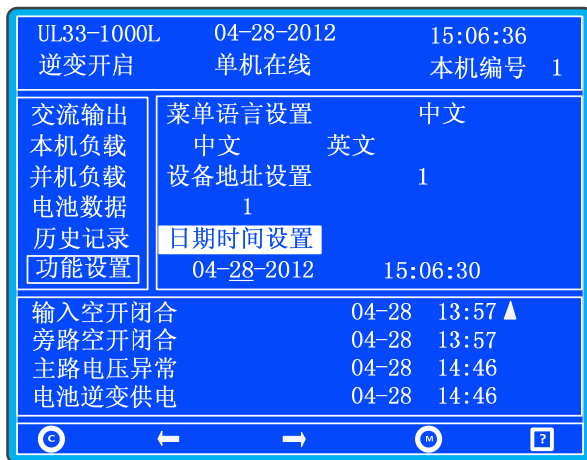 UL33-1000L 04-28-2012 15:06:36
逆变开启 单机在线 本机编号 1
交流输出
本机负载
并机负载
电池数据
历史记录
功能设置
菜单语言设置 中文
中文 英文
设备地址设置 1
1
日期时间设置
04-28-2012 15:06:30
输入空开闭合 04-28 13:57
旁路空开闭合 04-28 13:57
主路电压异常 04-28 14:46
电池逆变供电 04-28 14:46
C M ?